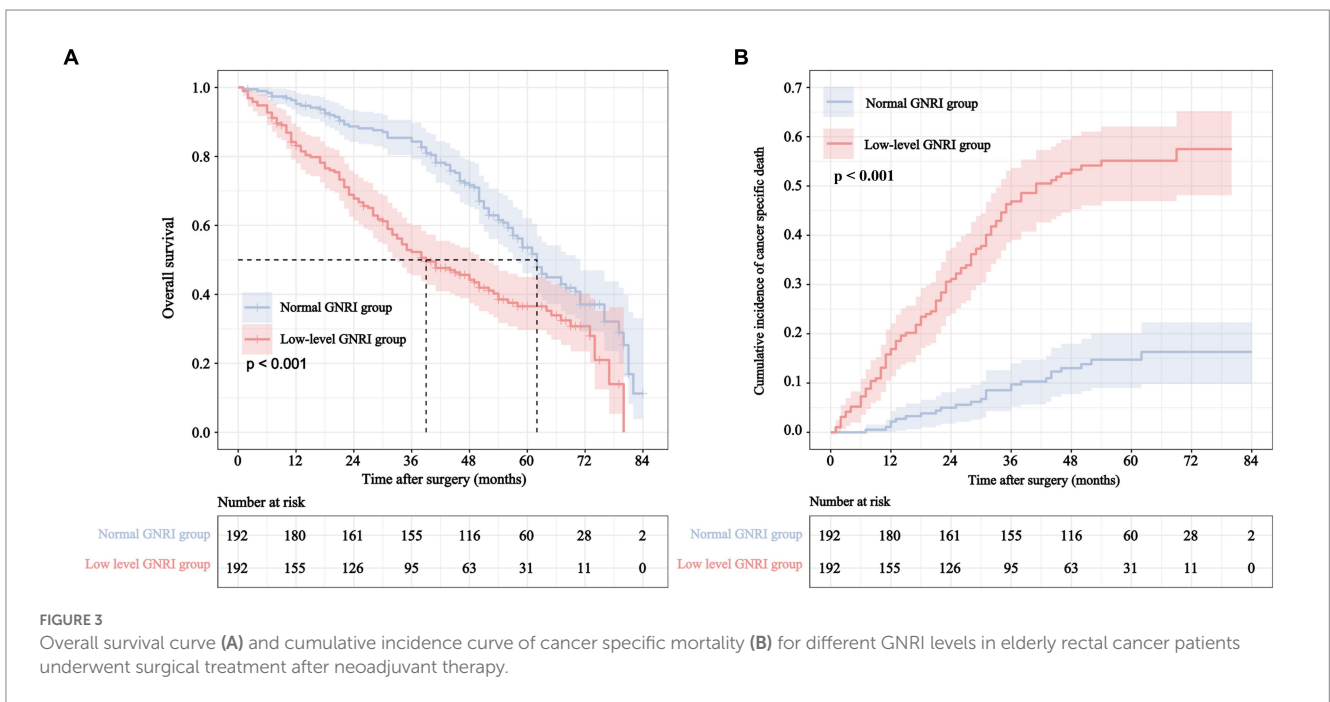 A
Overall survival
1.0
0.8
0.6
0.4
0.2
0.0
Normal GNRI group
Low-level GNRI group
p < 0.001
0 12 24 36 48 60 72 84
Time after surgery (months)
Number at risk
Normal GNRI group 192 180 161 155 116 60 28 2
Low level GNRI group 192 155 126 95 63 31 11 0
B
Cumulative incidence of cancer specific death
0.7
0.6
0.5
0.4
0.3
0.2
0.1
0.0
Normal GNRI group
Low-level GNRI group
p < 0.001
0 12 24 36 48 60 72 84
Time after surgery (months)
Number at risk
Normal GNRI group 192 180 161 155 116 60 28 2
Low level GNRI group 192 155 126 95 63 31 11 0
FIGURE 3
Overall survival curve (A) and cumulative incidence curve of cancer specific mortality (B) for different GNRI levels in elderly rectal cancer patients
underwent surgical treatment after neoadjuvant therapy.